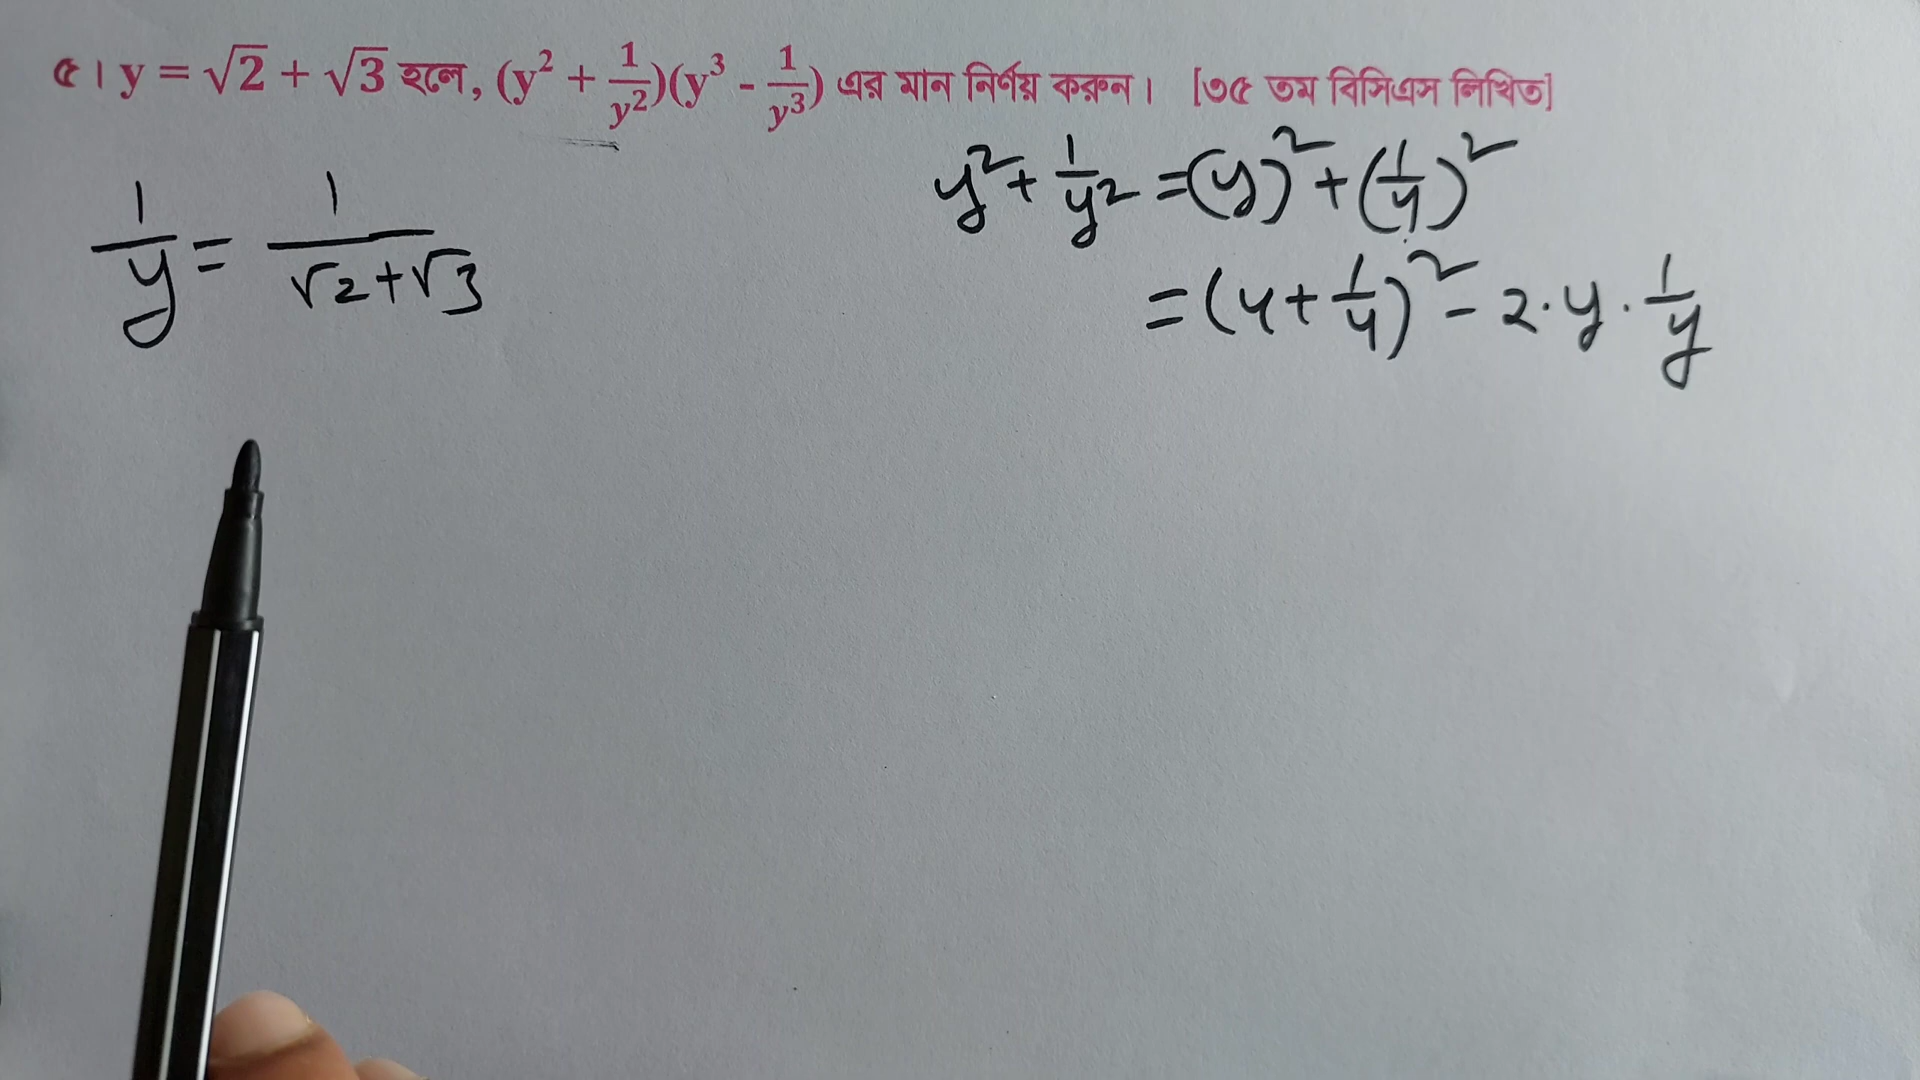 ৫। y = √2 + √3 হলে, (y² + 1/y²)(y³ - 1/y³) এর মান নির্ণয় করুন। [৩৫ তম বিসিএস লিখিত]
1/y = 1/(√2+√3)
y² + 1/y² = (y)² + (1/y)²
= (y + 1/y)² - 2·y·1/y